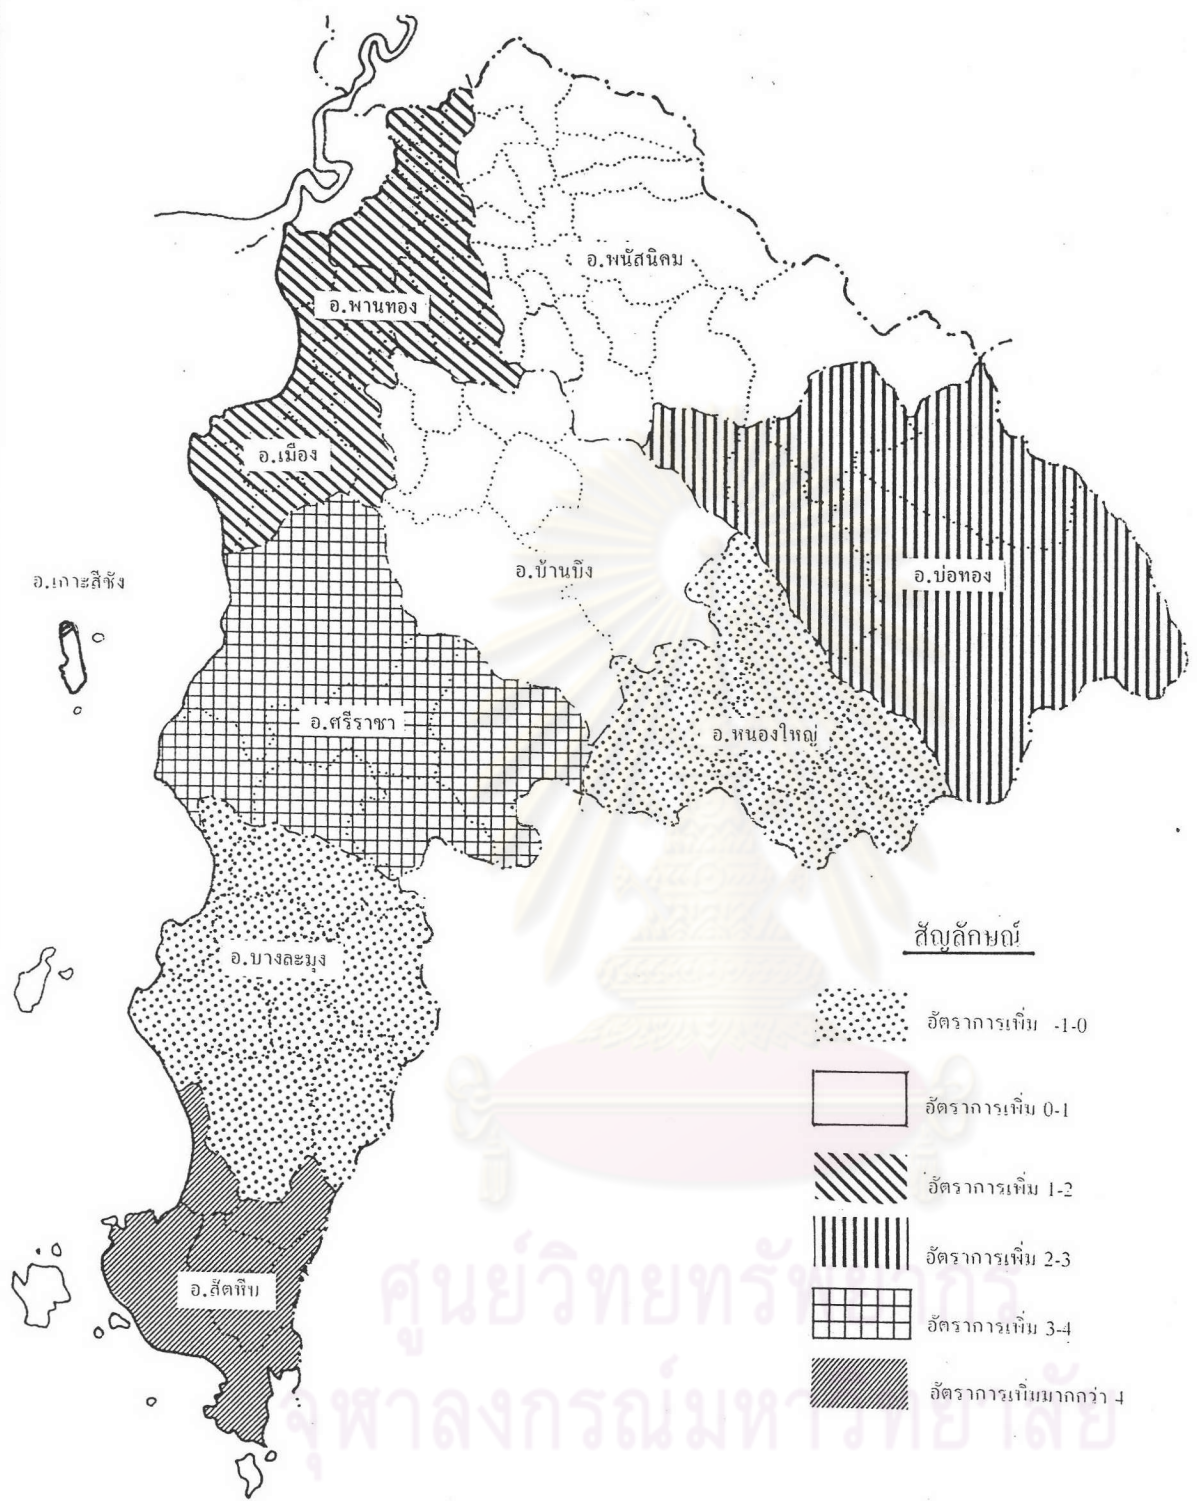 อ.พนัสนิคม
อ.พานทอง
อ.เมือง
อ.เกาะสีชัง
อ.บ้านบึง
อ.บ่อทอง
อ.ศรีราชา
อ.หนองใหญ่
อ.บางละมุง
อ.สัตหีบ
สัญลักษณ์
อัตราการเพิ่ม -1-0
อัตราการเพิ่ม 0-1
อัตราการเพิ่ม 1-2
อัตราการเพิ่ม 2-3
อัตราการเพิ่ม 3-4
อัตราการเพิ่มมากกว่า 4
ศูนย์วิทยทรัพยากร
จุฬาลงกรณ์มหาวิทยาลัย